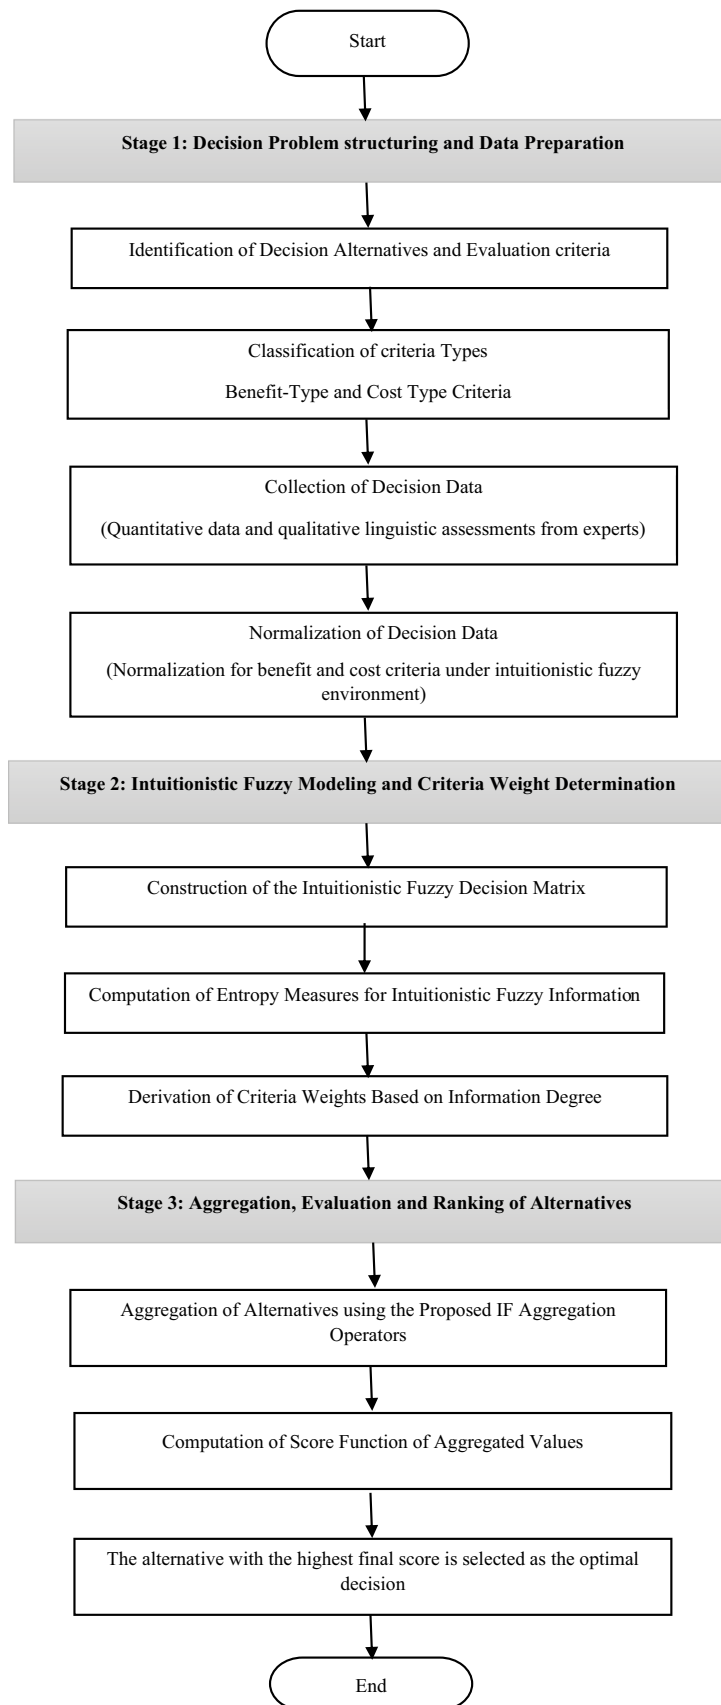 Start
Stage 1: Decision Problem structuring and Data Preparation
Identification of Decision Alternatives and Evaluation criteria
Classification of criteria Types
Benefit-Type and Cost Type Criteria
Collection of Decision Data
(Quantitative data and qualitative linguistic assessments from experts)
Normalization of Decision Data
(Normalization for benefit and cost criteria under intuitionistic fuzzy
environment)
Stage 2: Intuitionistic Fuzzy Modeling and Criteria Weight Determination
Construction of the Intuitionistic Fuzzy Decision Matrix
Computation of Entropy Measures for Intuitionistic Fuzzy Information
Derivation of Criteria Weights Based on Information Degree
Stage 3: Aggregation, Evaluation and Ranking of Alternatives
Aggregation of Alternatives using the Proposed IF Aggregation
Operators
Computation of Score Function of Aggregated Values
The alternative with the highest final score is selected as the optimal
decision
End